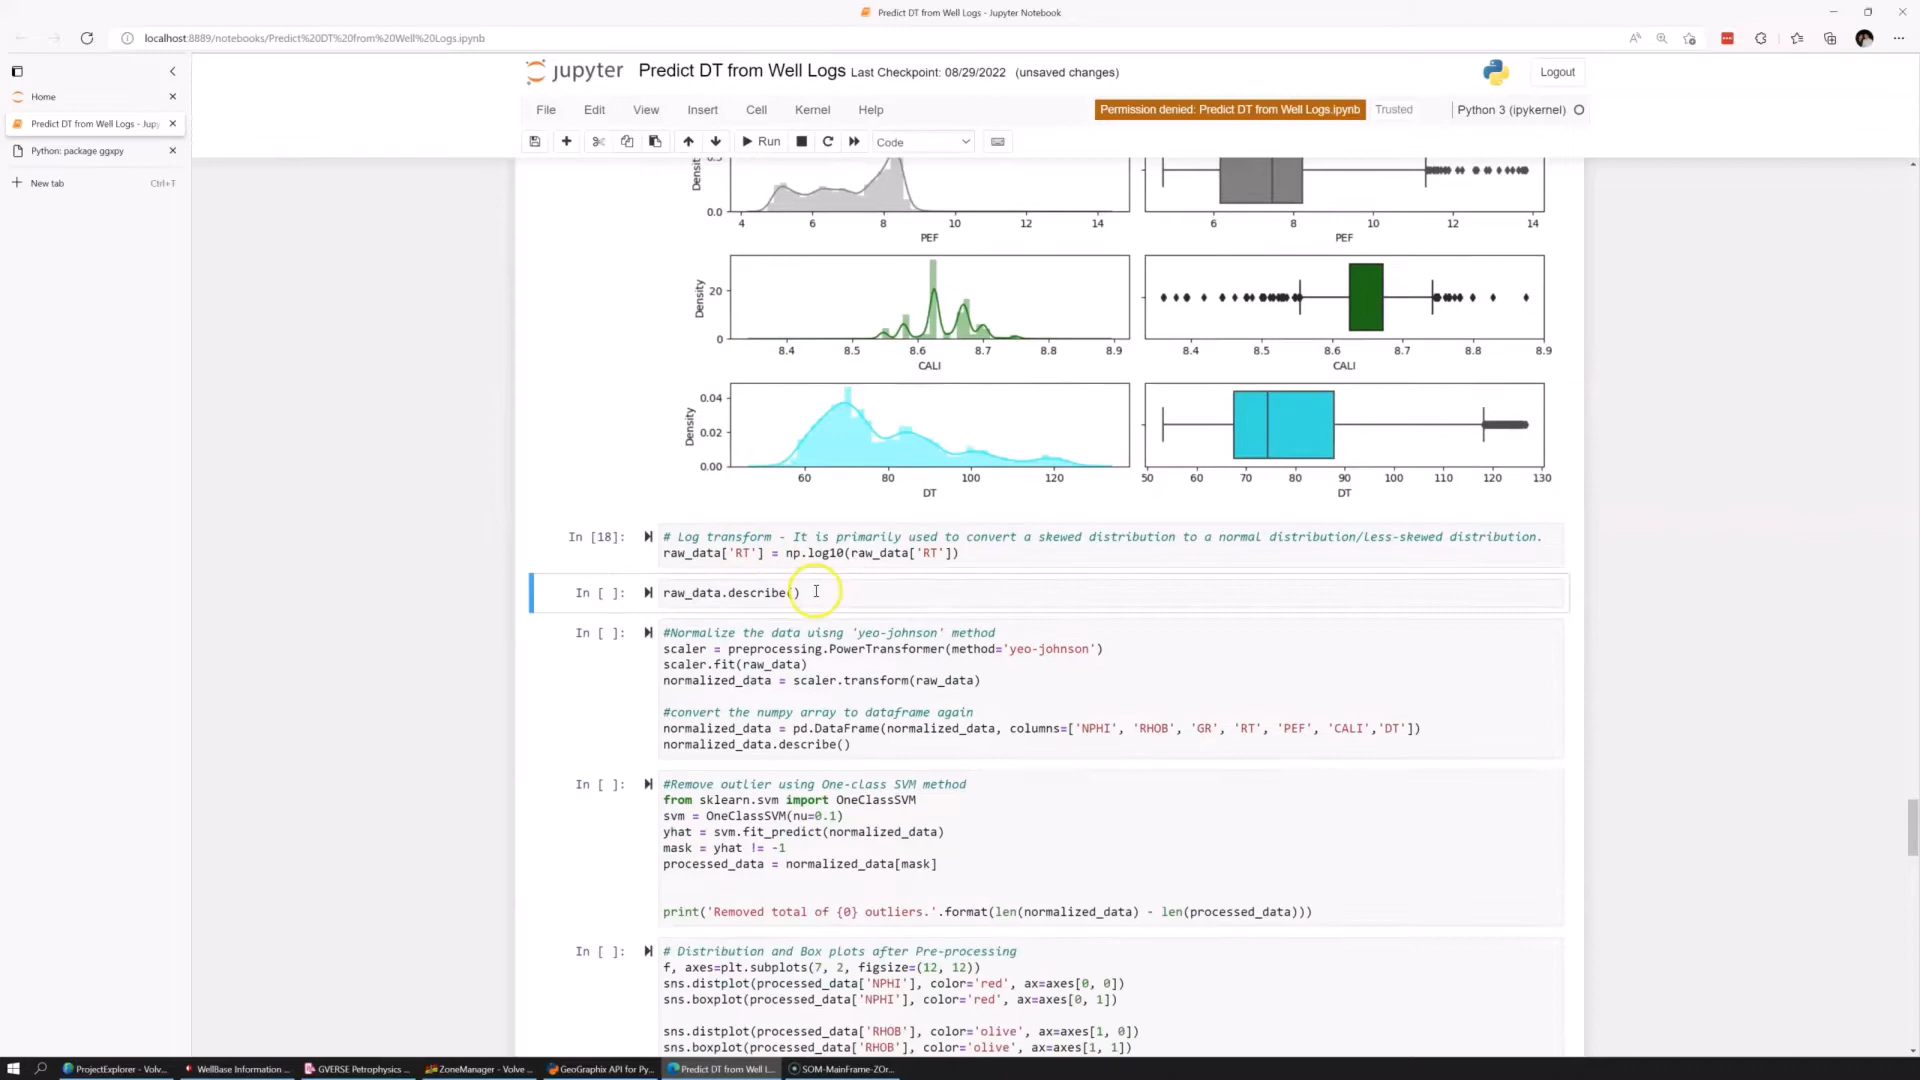 Predict DT from Well Logs - Jupyter Notebook
localhost:8889/notebooks/Predict%20DT%20from%20Well%20Logs.ipynb
Home
Predict DT from Well Logs - Jupy
Python: package ggxpy
New tab Ctrl+T
jupyter Predict DT from Well Logs Last Checkpoint: 08/29/2022 (unsaved changes)
Logout
File Edit View Insert Cell Kernel Help
Permission denied: Predict DT from Well Logs.ipynb Trusted Python 3 (ipykernel)
Run Code
Density
0.0
4 6 8 10 12 14
PEF
6 8 10 12 14
PEF
Density
20
0
8.4 8.5 8.6 8.7 8.8 8.9
CALI
8.4 8.5 8.6 8.7 8.8 8.9
CALI
Density
0.04
0.02
0.00
60 80 100 120
DT
50 60 70 80 90 100 110 120 130
DT
In [18]: # Log transform - It is primarily used to convert a skewed distribution to a normal distribution/less-skewed distribution.
raw_data['RT'] = np.log10(raw_data['RT'])
In [ ]: raw_data.describe()
In [ ]: #Normalize the data uisng 'yeo-johnson' method
scaler = preprocessing.PowerTransformer(method='yeo-johnson')
scaler.fit(raw_data)
normalized_data = scaler.transform(raw_data)
#convert the numpy array to dataframe again
normalized_data = pd.DataFrame(normalized_data, columns=['NPHI', 'RHOB', 'GR', 'RT', 'PEF', 'CALI','DT'])
normalized_data.describe()
In [ ]: #Remove outlier using One-class SVM method
from sklearn.svm import OneClassSVM
svm = OneClassSVM(nu=0.1)
yhat = svm.fit_predict(normalized_data)
mask = yhat != -1
processed_data = normalized_data[mask]
print('Removed total of {0} outliers.'.format(len(normalized_data) - len(processed_data)))
In [ ]: # Distribution and Box plots after Pre-processing
f, axes=plt.subplots(7, 2, figsize=(12, 12))
sns.distplot(processed_data['NPHI'], color='red', ax=axes[0, 0])
sns.boxplot(processed_data['NPHI'], color='red', ax=axes[0, 1])
sns.distplot(processed_data['RHOB'], color='olive', ax=axes[1, 0])
sns.boxplot(processed_data['RHOB'], color='olive', ax=axes[1, 1])
ProjectExplorer - Volv... WellBase Information ... GVERSE Petrophysics ... ZoneManager - Volve ... GeoGraphix API for Py... Predict DT from Well L... SOM-MainFrame-ZOr...